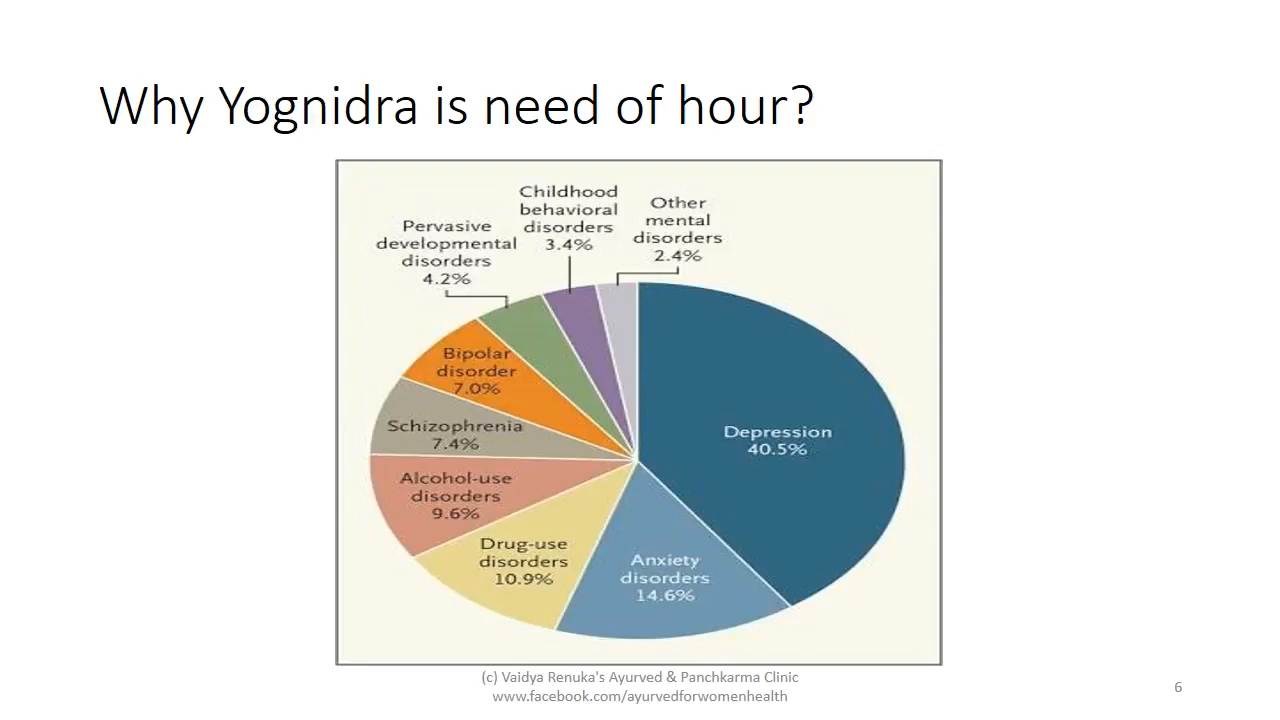 Why Yognidra is need of hour?
Childhood
behavioral
disorders
3.4%
Other
mental
disorders
2.4%
Pervasive
developmental
disorders
4.2%
Bipolar
disorder
7.0%
Schizophrenia
7.4%
Alcohol-use
disorders
9.6%
Drug-use
disorders
10.9%
Anxiety
disorders
14.6%
Depression
40.5%
(c) Vaidya Renuka's Ayurved & Panchkarma Clinic
www.facebook.com/ayurvedforwomenhealth
6